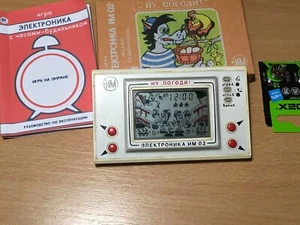 игра
ЭЛЕКТРОНИКА
с часами-будильником
ИГРА НА ЭКРАНЕ
РУКОВОДСТВО ПО ЭКСПЛУАТАЦИИ
НУ, ПОГОДИ!
ЭЛЕКТРОНИКА ИМ 02
ИМ
НУ, ПОГОДИ!
ЭЛЕКТРОНИКА ИМ 02